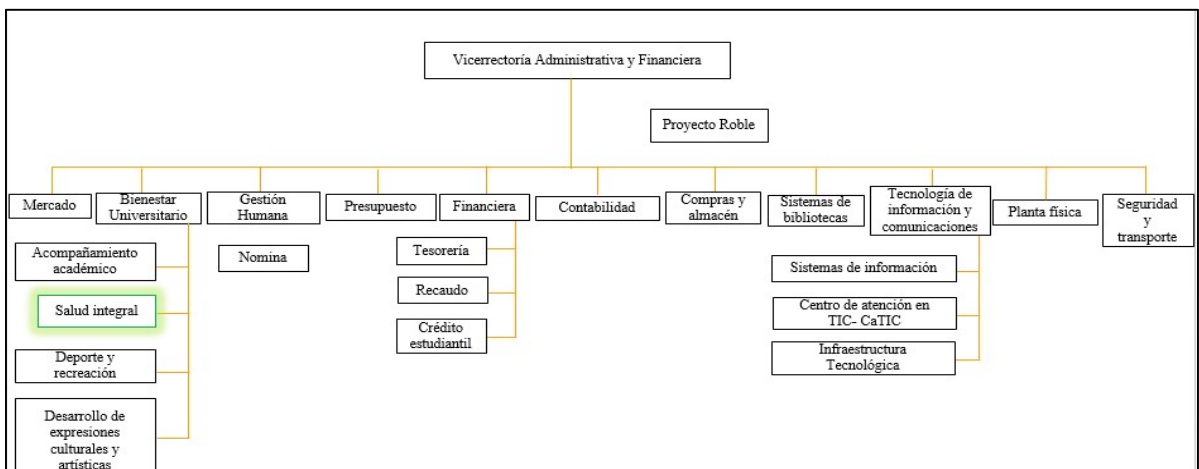 Vicerrectoría Administrativa y Financiera
Proyecto Roble
Mercado
Bienestar
Universitario
Gestión
Humana
Presupuesto
Financiera
Contabilidad
Compras y
almacén
Sistemas de
bibliotecas
Tecnología de
información y
comunicaciones
Planta física
Seguridad
y
transporte
Acompañamiento
académico
Salud integral
Deporte y
recreación
Desarrollo de
expresiones
culturales y
artísticas
Nomina
Tesorería
Recaudo
Crédito
estudiantil
Sistemas de información
Centro de atención en
TIC- CaTIC
Infraestructura
Tecnológica